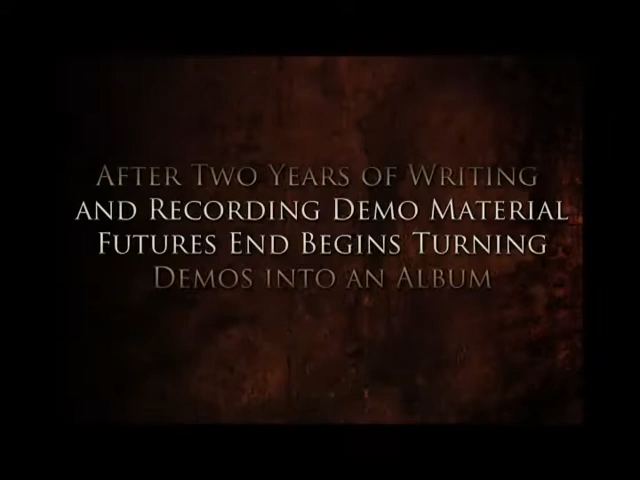 After Two Years of Writing
and Recording Demo Material
Futures End Begins Turning
Demos into an Album